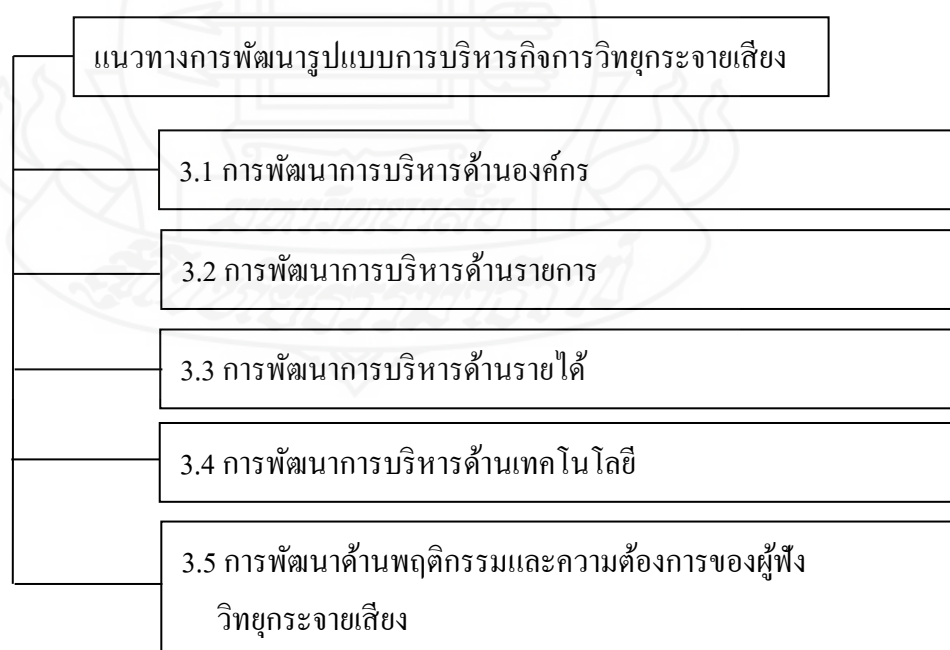 แนวทางการพัฒนารูปแบบการบริหารกิจการวิทยุกระจายเสียง
3.1 การพัฒนาการบริหารด้านองค์กร
3.2 การพัฒนาการบริหารด้านรายการ
3.3 การพัฒนาการบริหารด้านรายได้
3.4 การพัฒนาการบริหารด้านเทคโนโลยี
3.5 การพัฒนาด้านพฤติกรรมและความต้องการของผู้ฟัง
วิทยุกระจายเสียง